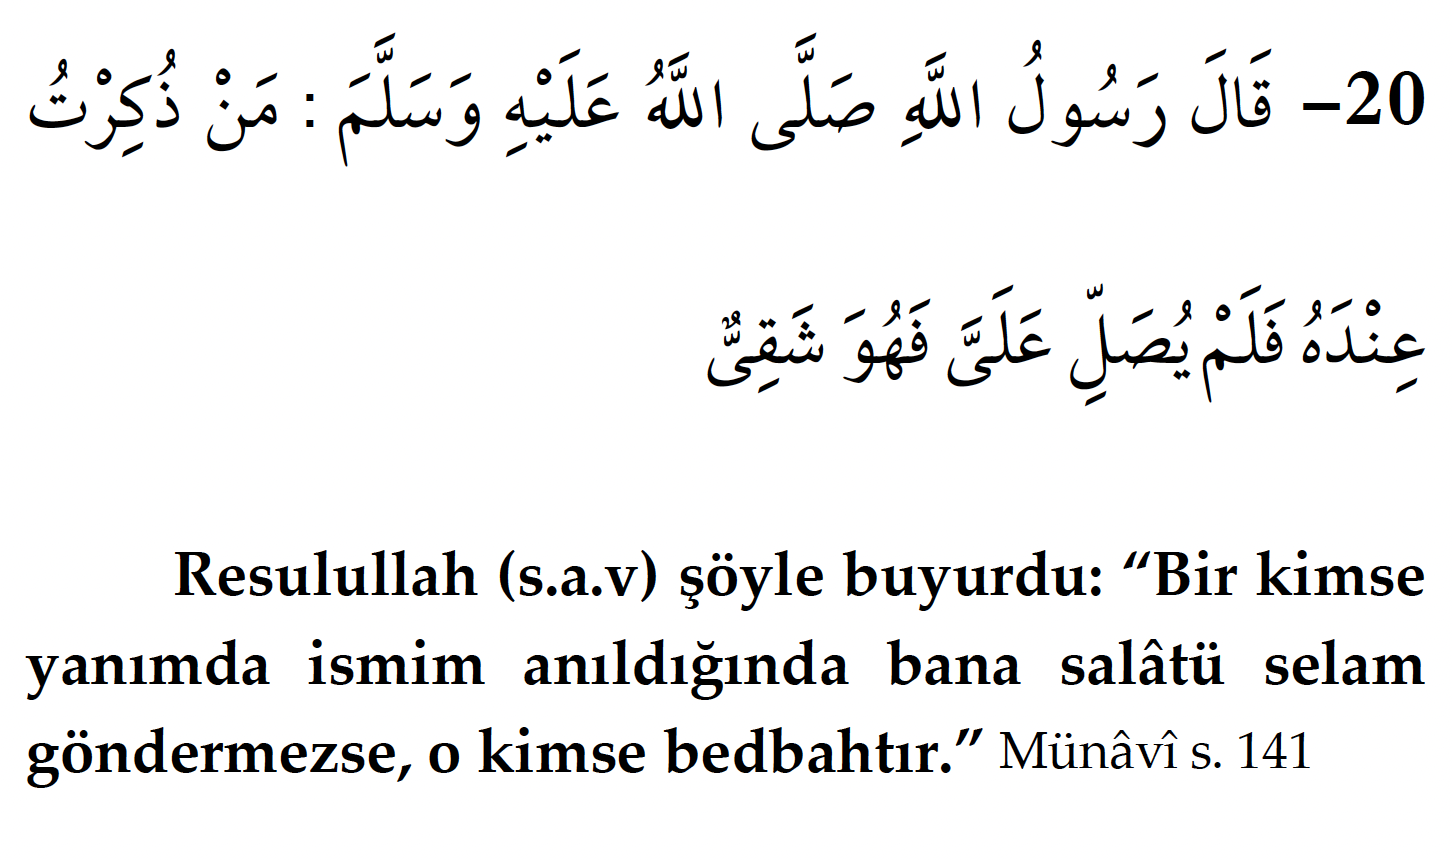 20– قَالَ رَسُولُ اللَّهِ صَلَّى اللَّهُ عَلَيْهِ وَسَلَّمَ : مَنْ ذُكِرْتُ
عِنْدَهُ فَلَمْ يُصَلِّ عَلَىَّ فَهُوَ شَقِىٌّ
Resulullah (s.a.v) şöyle buyurdu: “Bir kimse
yanımda ismim anıldığında bana salâtü selam
göndermezse, o kimse bedbahtır.” Münâvî s. 141